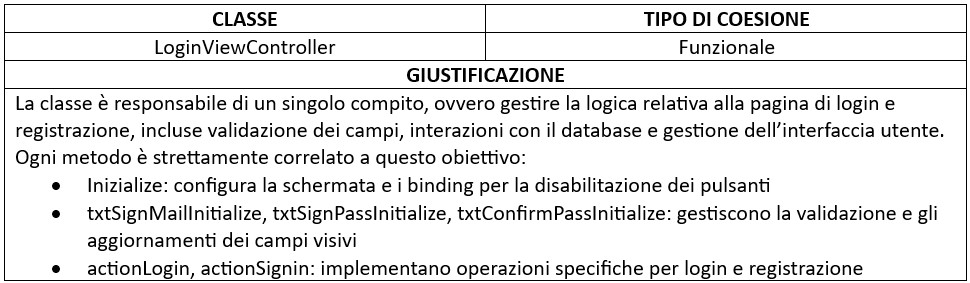 CLASSE TIPO DI COESIONE
LoginViewController Funzionale
GIUSTIFICAZIONE
La classe è responsabile di un singolo compito, ovvero gestire la logica relativa alla pagina di login e
registrazione, incluse validazione dei campi, interazioni con il database e gestione dell’interfaccia utente.
Ogni metodo è strettamente correlato a questo obiettivo:
• Inizialize: configura la schermata e i binding per la disabilitazione dei pulsanti
• txtSignMailInitialize, txtSignPassInitialize, txtConfirmPassInitialize: gestiscono la validazione e gli
aggiornamenti dei campi visivi
• actionLogin, actionSignin: implementano operazioni specifiche per login e registrazione